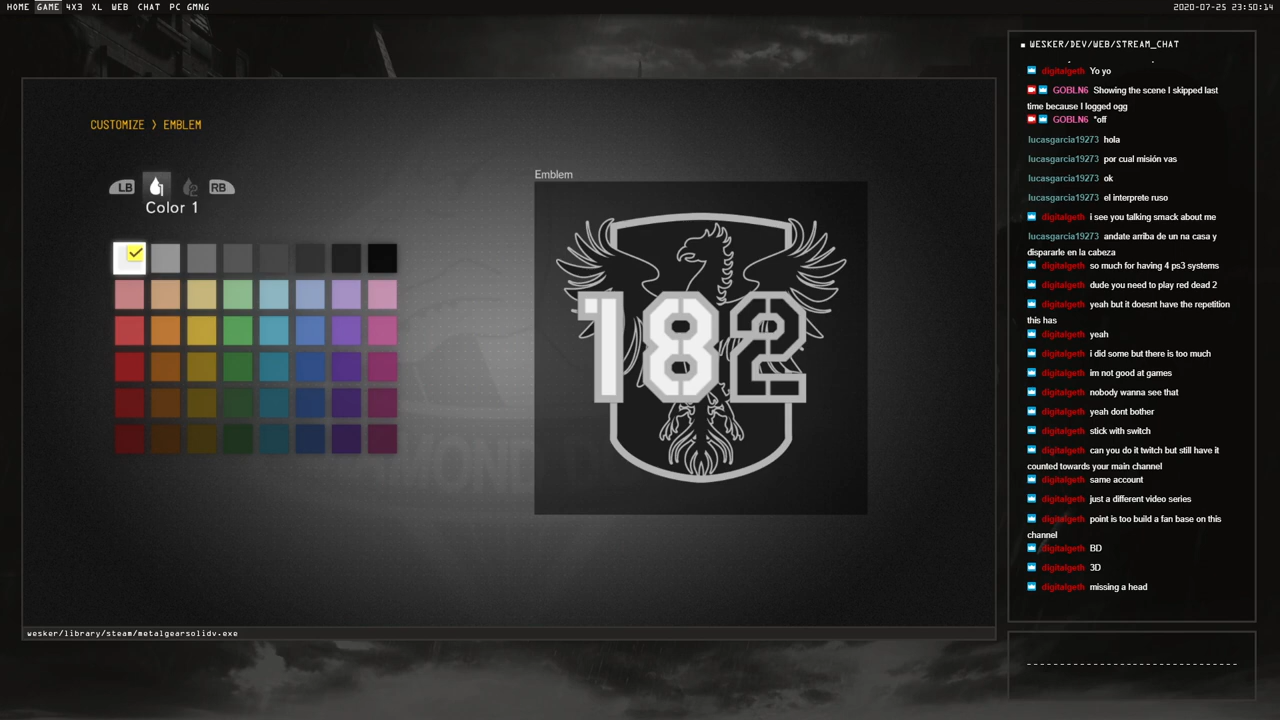 HOME GAME 4X3 XL WEB CHAT PC GMNG
2020-07-25 23:50:14
CUSTOMIZE > EMBLEM
LB 1 2 RB
Color 1
Emblem
182
wesker/library/steam/metalgearsolidv.exe
WESKER/DEV/WEB/STREAM_CHAT
digitalgeth Yo yo
GOBLN6 Showing the scene I skipped last
time because I logged ogg
GOBLN6 *off
lucasgarcia19273 hola
lucasgarcia19273 por cual misión vas
lucasgarcia19273 ok
lucasgarcia19273 el interprete ruso
digitalgeth i see you talking smack about me
lucasgarcia19273 andate arriba de un na casa y
dispararle en la cabeza
digitalgeth so much for having 4 ps3 systems
digitalgeth dude you need to play red dead 2
digitalgeth yeah but it doesnt have the repetition
this has
digitalgeth yeah
digitalgeth i did some but there is too much
digitalgeth im not good at games
digitalgeth nobody wanna see that
digitalgeth yeah dont bother
digitalgeth stick with switch
digitalgeth can you do it twitch but still have it
counted towards your main channel
digitalgeth same account
digitalgeth just a different video series
digitalgeth point is too build a fan base on this
channel
digitalgeth BD
digitalgeth 3D
digitalgeth missing a head